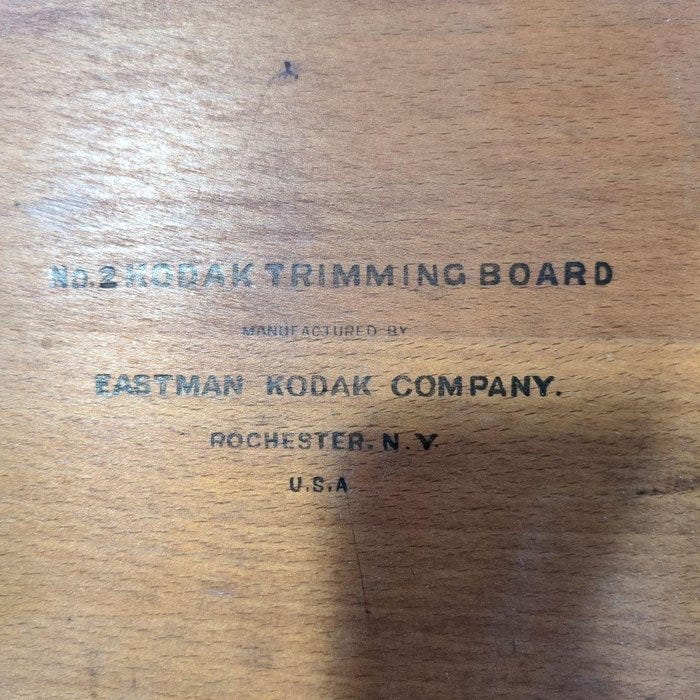 No. 2 KODAK TRIMMING BOARD
MANUFACTURED BY
EASTMAN KODAK COMPANY.
ROCHESTER. N. Y.
U.S.A